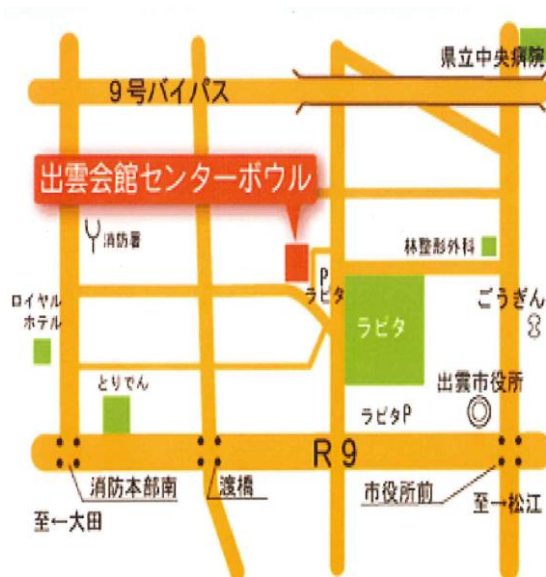 県立中央病院
9号バイパス
出雲会館センターボウル
消防署
林整形外科
P
ラピタ
ロイヤル
ホテル
ラピタ
ごうぎん
とりでん
出雲市役所
ラピタP
R9
消防本部南
渡橋
市役所前
至←大田
至→松江